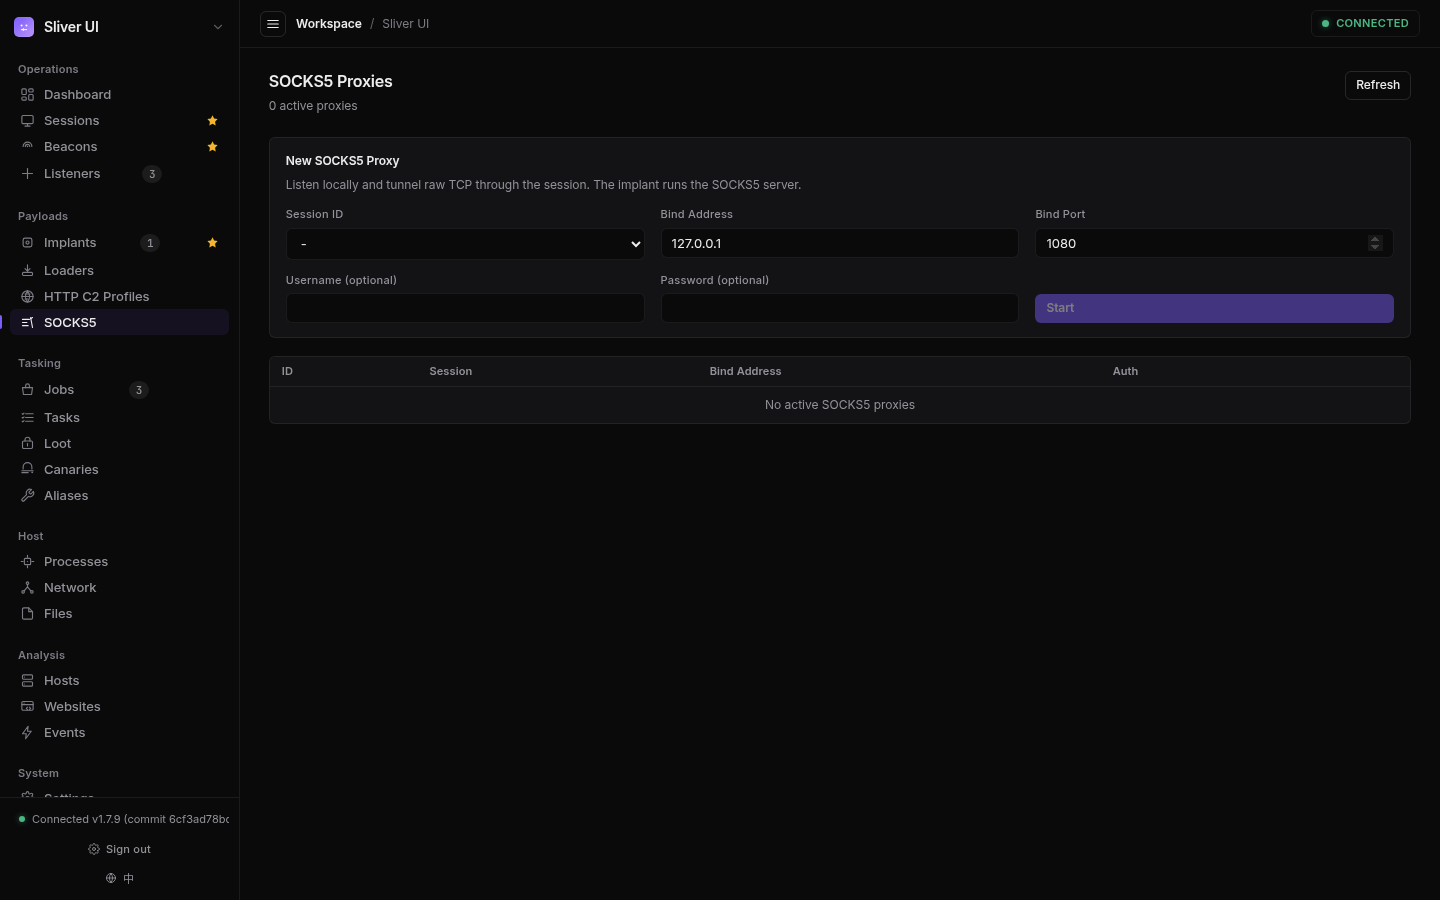 Sliver UI
Operations
Dashboard
Sessions
Beacons
Listeners 3
Payloads
Implants 1
Loaders
HTTP C2 Profiles
SOCKS5
Tasking
Jobs 3
Tasks
Loot
Canaries
Aliases
Host
Processes
Network
Files
Analysis
Hosts
Websites
Events
System
Settings
Connected v1.7.9 (commit 6cf3ad78bc
Sign out
中
Workspace / Sliver UI
CONNECTED
SOCKS5 Proxies
0 active proxies
Refresh
New SOCKS5 Proxy
Listen locally and tunnel raw TCP through the session. The implant runs the SOCKS5 server.
Session ID Bind Address Bind Port
- 127.0.0.1 1080
Username (optional) Password (optional)
Start
ID Session Bind Address Auth
No active SOCKS5 proxies